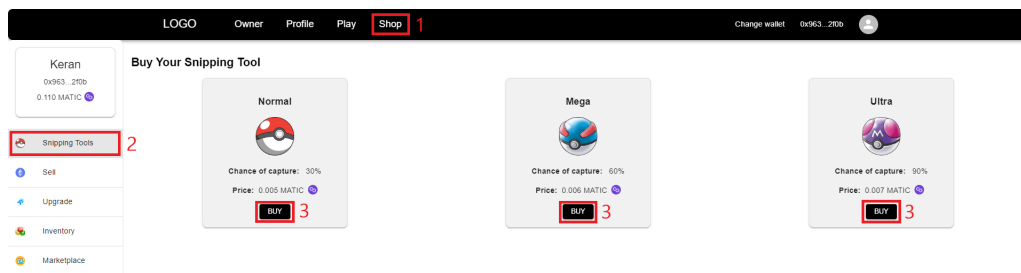 LOGO Owner Profile Play Shop 1 Change wallet 0x963...2f0b
Keran
0x963...2f0b
0.110 MATIC
Snipping Tools 2
Sell
Upgrade
Inventory
Marketplace
Buy Your Snipping Tool
Normal
Chance of capture: 30%
Price: 0.005 MATIC
BUY 3
Mega
Chance of capture: 60%
Price: 0.006 MATIC
BUY 3
Ultra
M
Chance of capture: 90%
Price: 0.007 MATIC
BUY 3